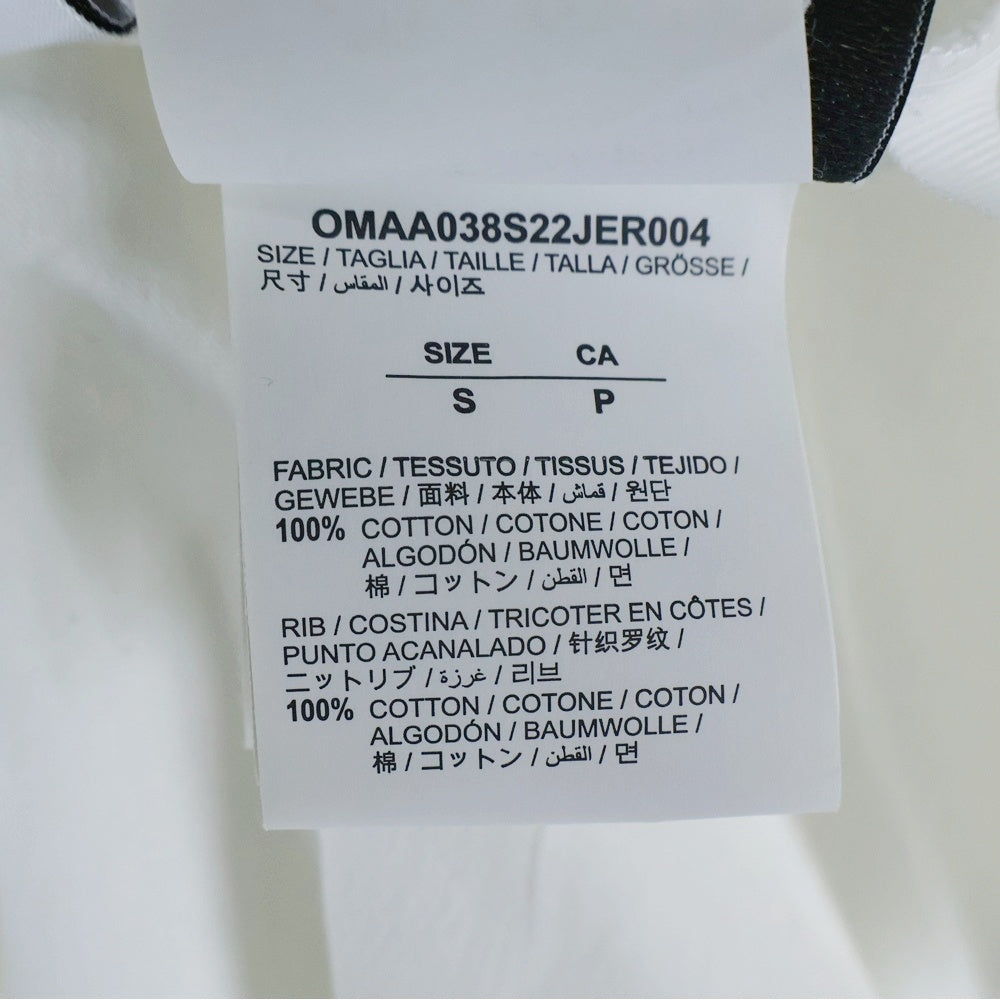 OMAA038S22JER004
SIZE / TAGLIA / TAILLE / TALLA / GRÖSSE /
尺寸 / المقاس / 사이즈
SIZE CA
S P
FABRIC / TESSUTO / TISSUS / TEJIDO /
GEWEBE / 面料 / 本体 / قماش / 원단
100% COTTON / COTONE / COTON /
ALGODÓN / BAUMWOLLE /
棉 / コットン / القطن / 면
RIB / COSTINA / TRICOTER EN CÔTES /
PUNTO ACANALADO / 针织罗纹 /
ニットリブ / غرزة / 리브
100% COTTON / COTONE / COTON /
ALGODÓN / BAUMWOLLE /
棉 / コットン / القطن / 면